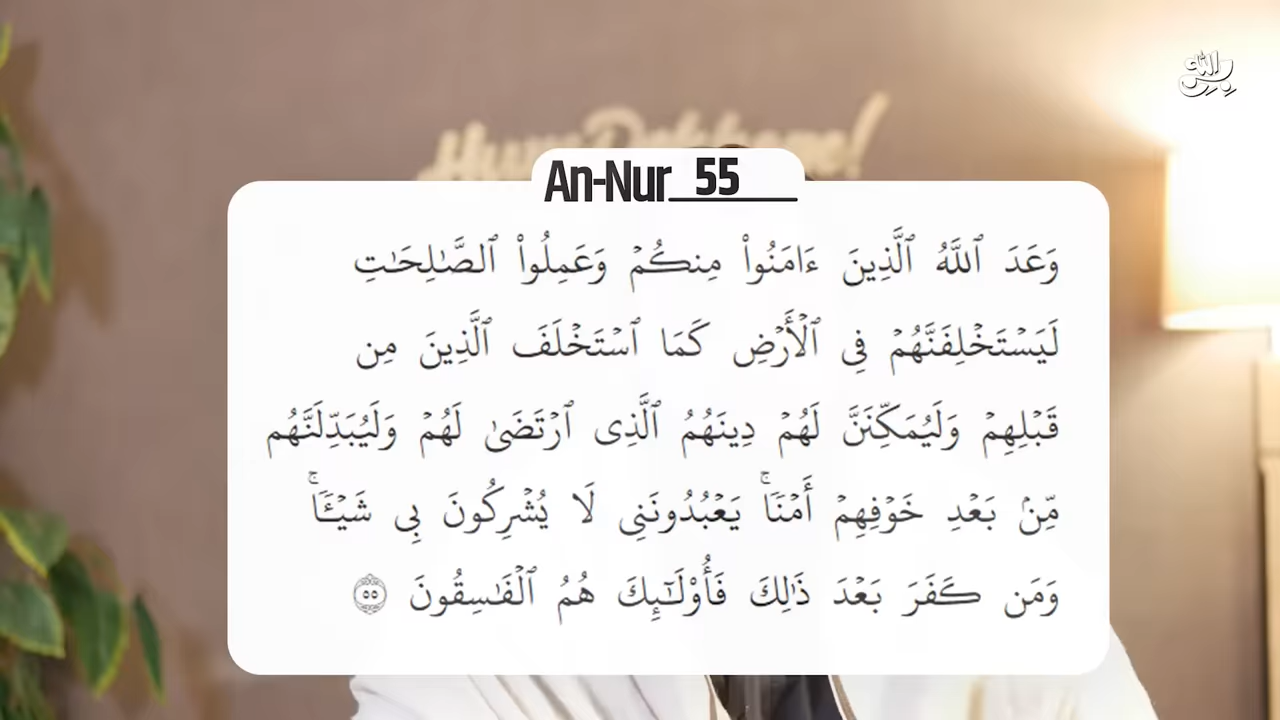 An-Nur 55
وَعَدَ ٱللَّهُ ٱلَّذِينَ ءَامَنُوا۟ مِنكُمْ وَعَمِلُوا۟ ٱلصَّـٰلِحَـٰتِ
لَيَسْتَخْلِفَنَّهُمْ فِى ٱلْأَرْضِ كَمَا ٱسْتَخْلَفَ ٱلَّذِينَ مِن
قَبْلِهِمْ وَلَيُمَكِّنَنَّ لَهُمْ دِينَهُمُ ٱلَّذِى ٱرْتَضَىٰ لَهُمْ وَلَيُبَدِّلَنَّهُم
مِّنۢ بَعْدِ خَوْفِهِمْ أَمْنًا ۚ يَعْبُدُونَنِى لَا يُشْرِكُونَ بِى شَيْـًٔا ۚ
وَمَن كَفَرَ بَعْدَ ذَٰلِكَ فَأُو۟لَـٰٓئِكَ هُمُ ٱلْفَـٰسِقُونَ ٥٥